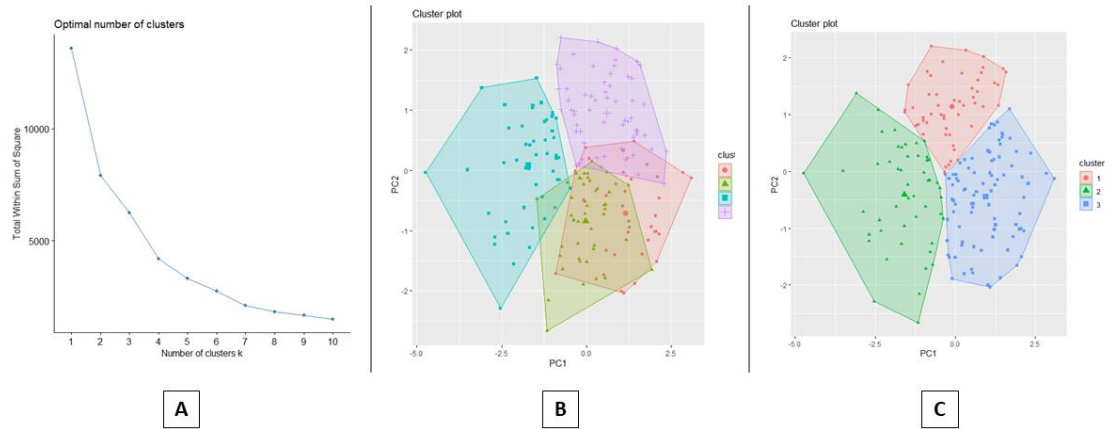 Optimal number of clusters
Total Within Sum of Square
10000
5000
1 2 3 4 5 6 7 8 9 10
Number of clusters k
A
Cluster plot
PC2
2
1
0
-1
-2
-5.0 -2.5 0.0 2.5
PC1
clus
B
Cluster plot
PC2
2
1
0
-1
-2
-5.0 -2.5 0.0 2.5
PC1
cluster
1
2
3
C